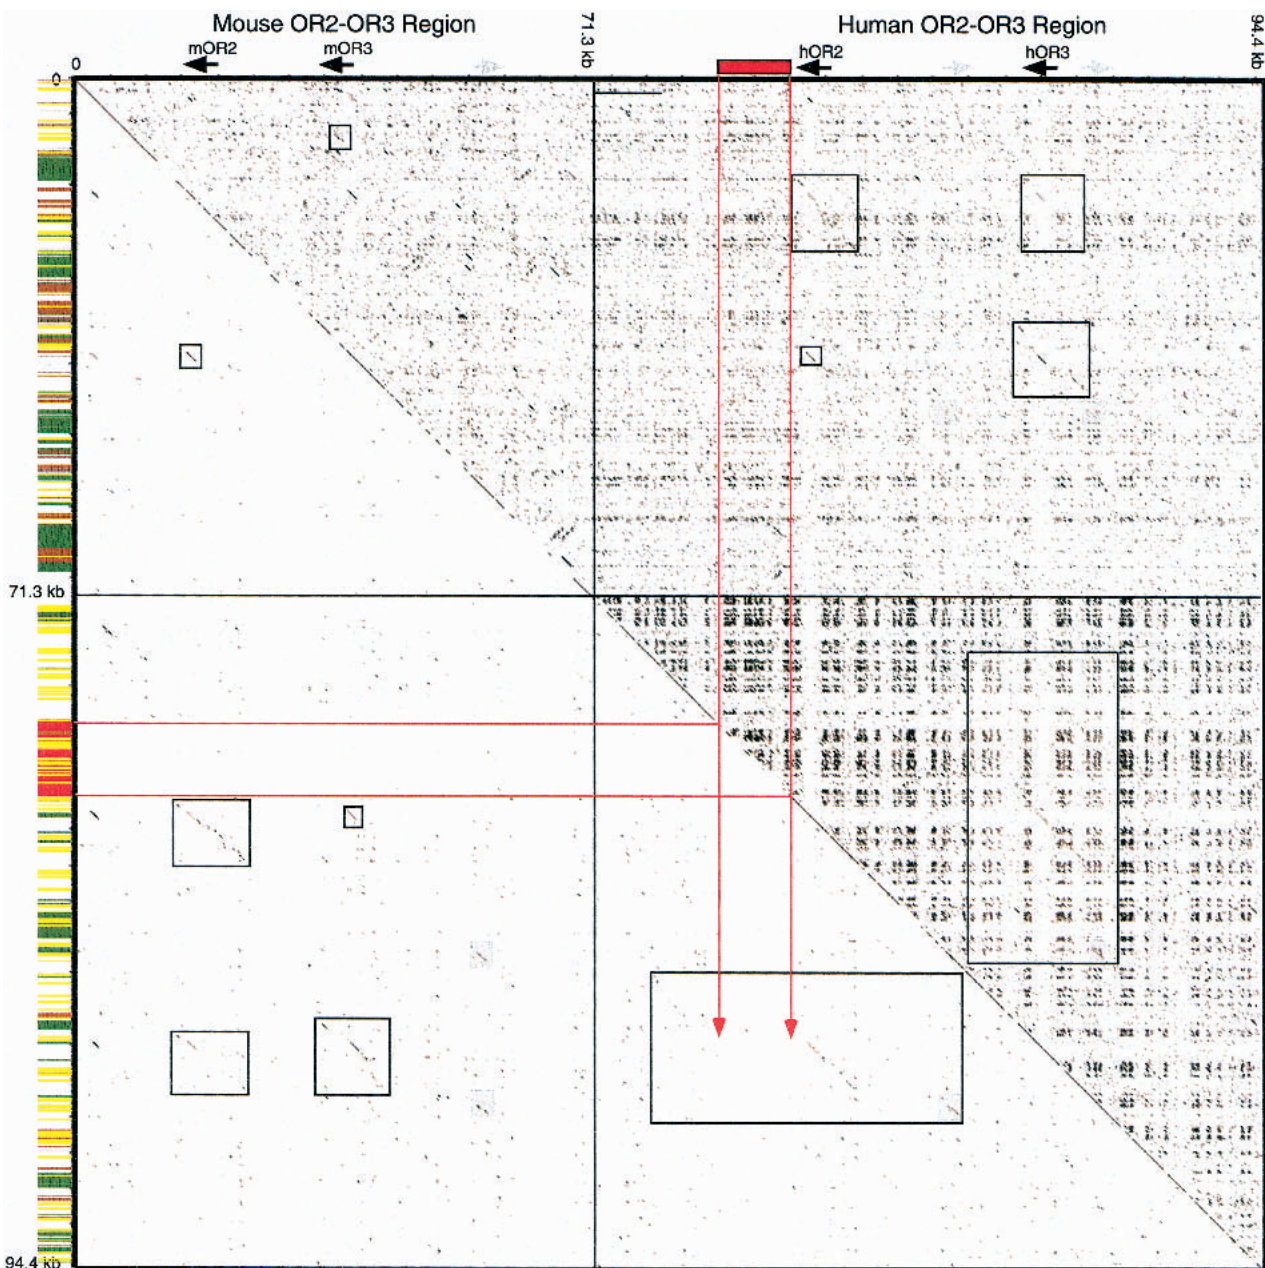 Mouse OR2-OR3 Region
71.3 kb
Human OR2-OR3 Region
94.4 kb
mOR2
mOR3
hOR2
hOR3
0
0
71.3 kb
94.4 kb